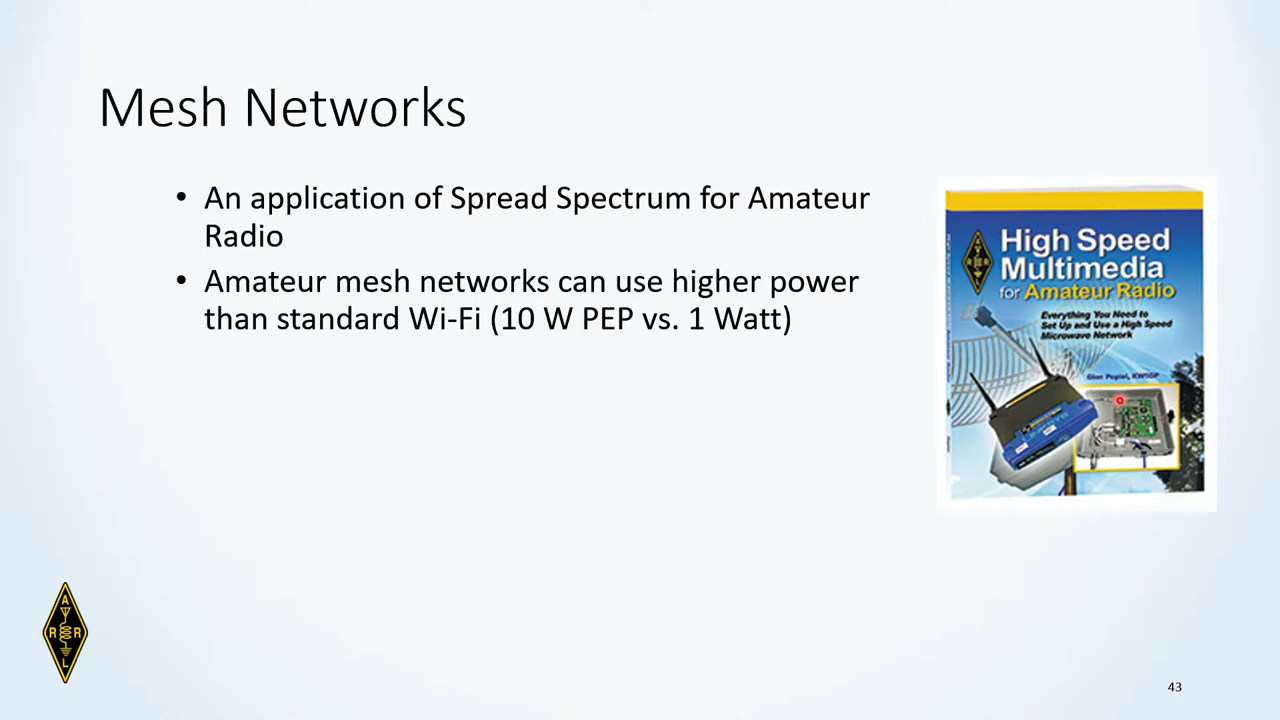 Mesh Networks
• An application of Spread Spectrum for Amateur
Radio
• Amateur mesh networks can use higher power
than standard Wi-Fi (10 W PEP vs. 1 Watt)
High Speed
Multimedia
for Amateur Radio
Everything You Need to
Set Up and Use a High Speed
Microwave Network
A
R R
L
A
R R
L
43